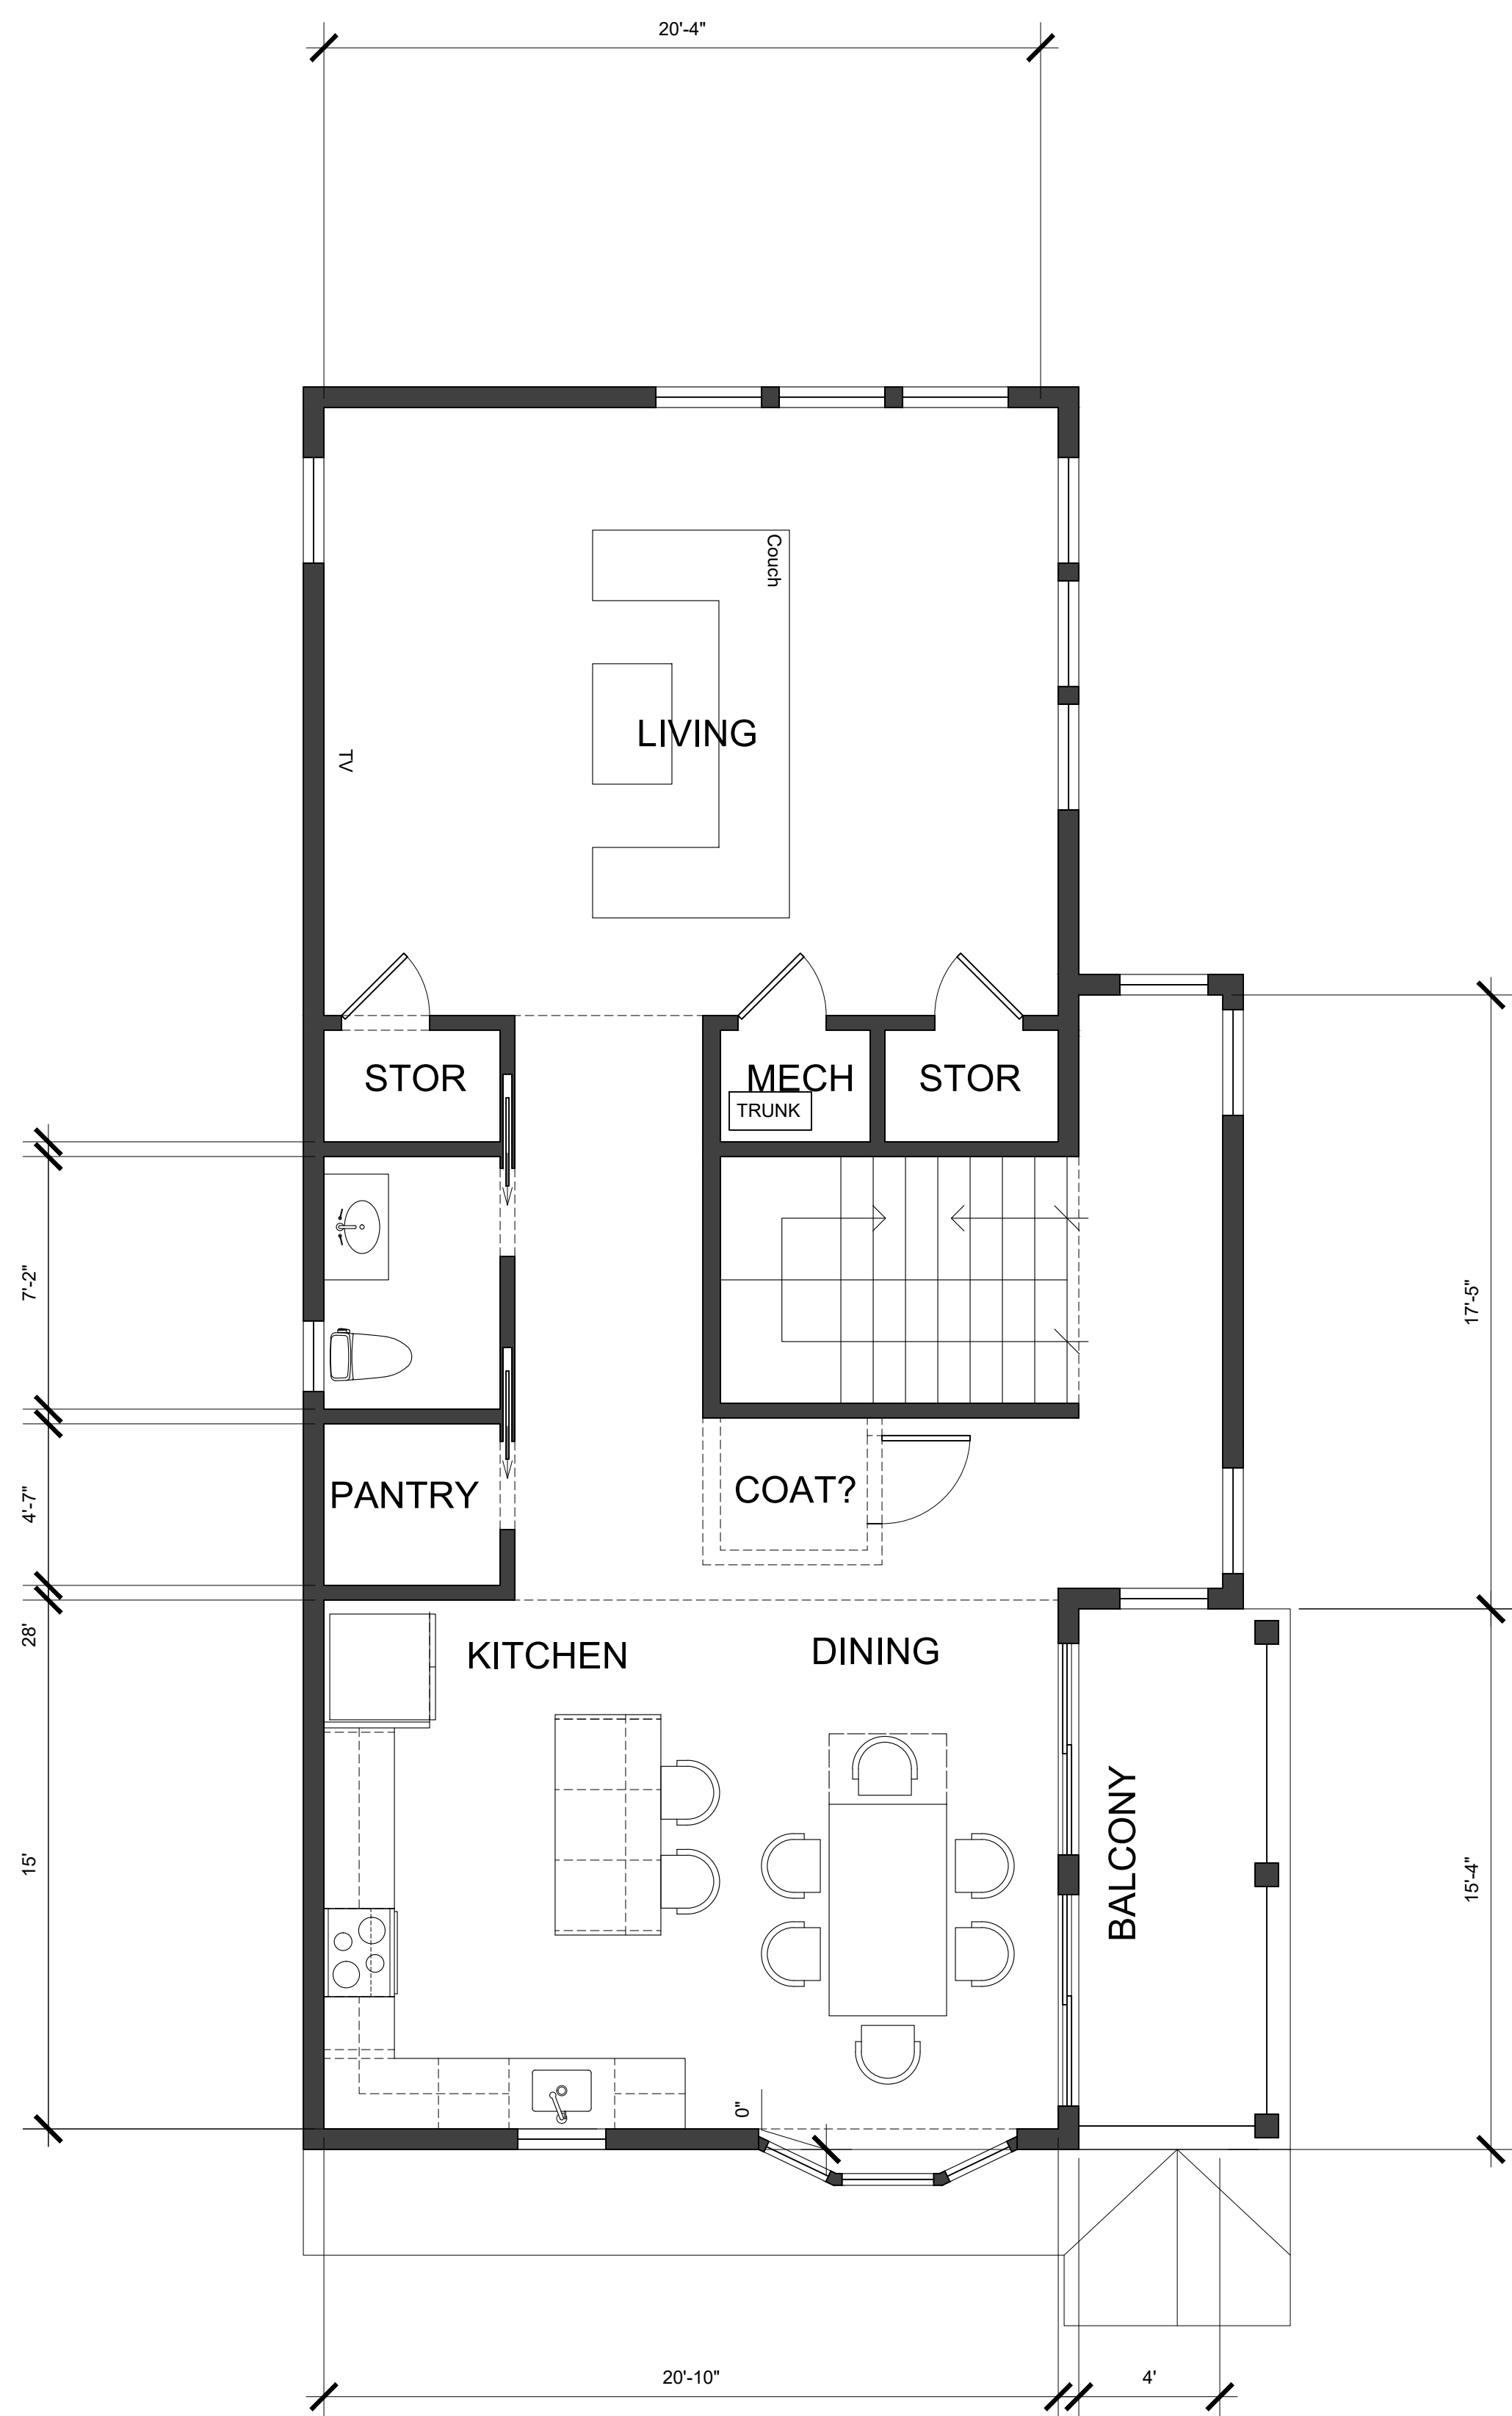 20'-4"
Couch
LIVING
TV
STOR
MECH
STOR
TRUNK
7'-2"
17'-5"
COAT?
PANTRY
4'-7"
28'
KITCHEN
DINING
BALCONY
15'
15'-4"
0"
20'-10"
4'